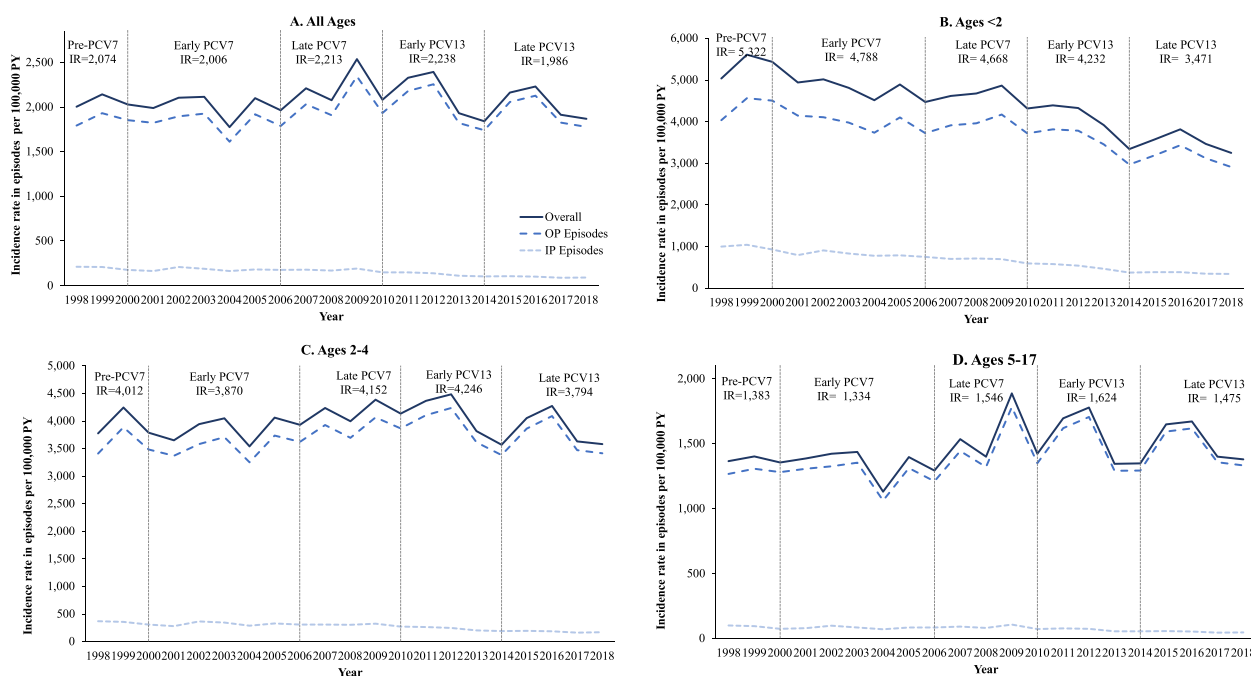 A. All Ages
Incidence rate in episodes per 100,000 PY
2,500
2,000
1,500
1,000
500
0
Pre-PCV7
IR=2,074
Early PCV7
IR=2,006
Late PCV7
IR=2,213
Early PCV13
IR=2,238
Late PCV13
IR=1,986
Overall
OP Episodes
IP Episodes
1998 1999 2000 2001 2002 2003 2004 2005 2006 2007 2008 2009 2010 2011 2012 2013 2014 2015 2016 2017 2018
Year
B. Ages <2
Incidence rate in episodes per 100,000 PY
6,000
5,000
4,000
3,000
2,000
1,000
0
Pre-PCV7
IR= 5,322
Early PCV7
IR= 4,788
Late PCV7
IR= 4,668
Early PCV13
IR= 4,232
Late PCV13
IR= 3,471
1998 1999 2000 2001 2002 2003 2004 2005 2006 2007 2008 2009 2010 2011 2012 2013 2014 2015 2016 2017 2018
Year
C. Ages 2-4
Incidence rate in episodes per 100,000 PY
5,000
4,500
4,000
3,500
3,000
2,500
2,000
1,500
1,000
500
0
Pre-PCV7
IR=4,012
Early PCV7
IR=3,870
Late PCV7
IR=4,152
Early PCV13
IR=4,246
Late PCV13
IR=3,794
1998 1999 2000 2001 2002 2003 2004 2005 2006 2007 2008 2009 2010 2011 2012 2013 2014 2015 2016 2017 2018
Year
D. Ages 5-17
Incidence rate in episodes per 100,000 PY
2,000
1,500
1,000
500
0
Pre-PCV7
IR=1,383
Early PCV7
IR= 1,334
Late PCV7
IR= 1,546
Early PCV13
IR= 1,624
Late PCV13
IR= 1,475
1998 1999 2000 2001 2002 2003 2004 2005 2006 2007 2008 2009 2010 2011 2012 2013 2014 2015 2016 2017 2018
Year